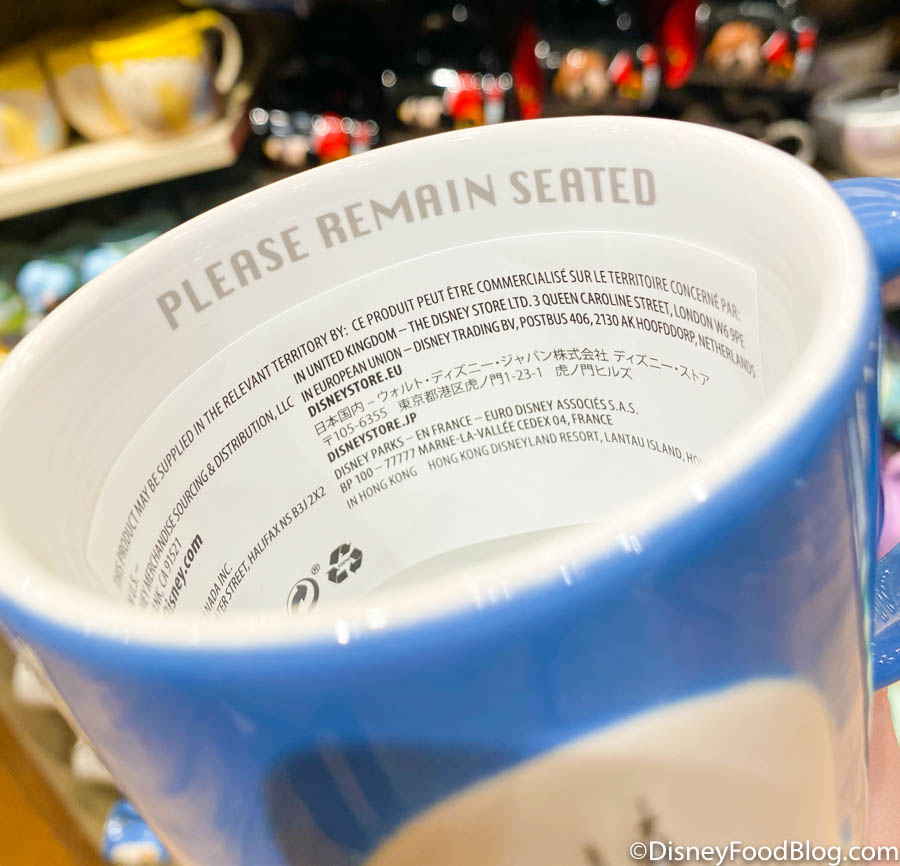 PLEASE REMAIN SEATED
THIS PRODUCT MAY BE SUPPLIED IN THE RELEVANT TERRITORY BY: CE PRODUIT PEUT ÊTRE COMMERCIALISÉ SUR LE TERRITOIRE CONCERNÉ PAR:
MERCHANDISE SOURCING & DISTRIBUTION, LLC
CA 91521
INC.
STREET, HALIFAX NS B3J 2X2
IN UNITED KINGDOM – THE DISNEY STORE LTD. 3 QUEEN CAROLINE STREET, LONDON W6 9PE
IN EUROPEAN UNION – DISNEY TRADING BV, POSTBUS 406, 2130 AK HOOFDDORP, NETHERLANDS
DISNEYSTORE.EU
日本国内 – ウォルト・ディズニー・ジャパン株式会社 ディズニー・ストア
〒105-6355 東京都港区虎ノ門1-23-1 虎ノ門ヒルズ
DISNEYSTORE.JP
DISNEY PARKS – EN FRANCE – EURO DISNEY ASSOCIÉS S.A.S.
BP 100 – 77777 MARNE-LA-VALLÉE CEDEX 04, FRANCE
IN HONG KONG HONG KONG DISNEYLAND RESORT, LANTAU ISLAND,
®
©DisneyFoodBlog.com